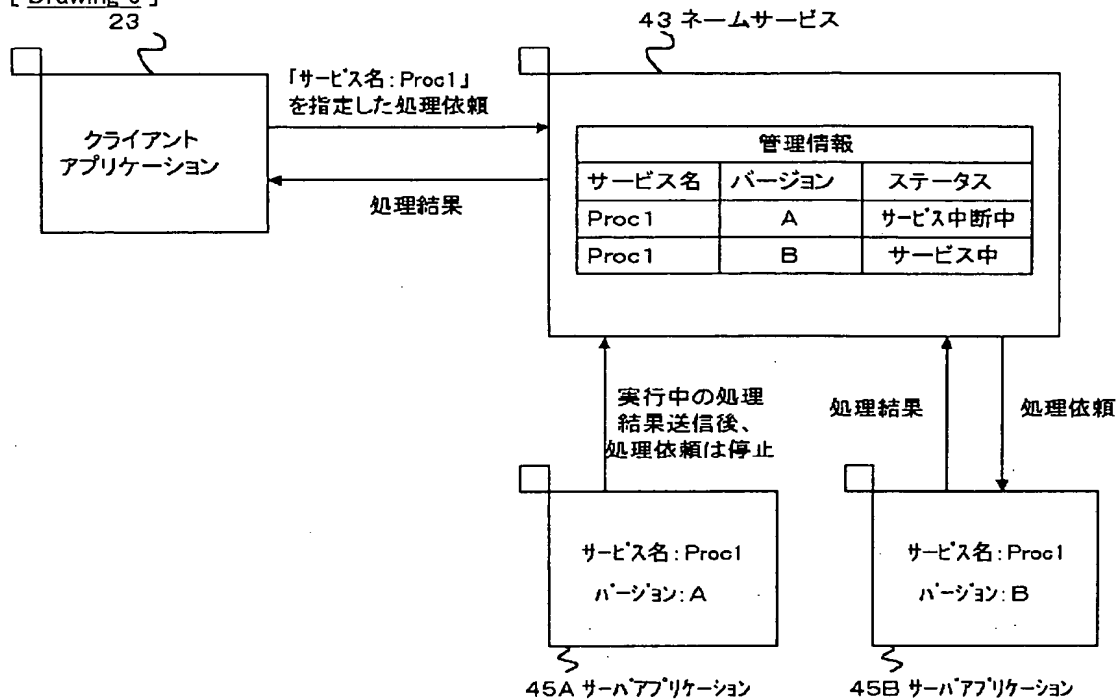 23
43 ネームサービス
「サービス名:Proc1」
を指定した処理依頼
クライアント
アプリケーション
処理結果
管理情報
サービス名 バージョン ステータス
Proc1 A サービス中断中
Proc1 B サービス中
実行中の処理
結果送信後、
処理依頼は停止
処理結果
処理依頼
サービス名:Proc1
バージョン:A
サービス名:Proc1
バージョン:B
45A サーバアプリケーション
45B サーバアプリケーション